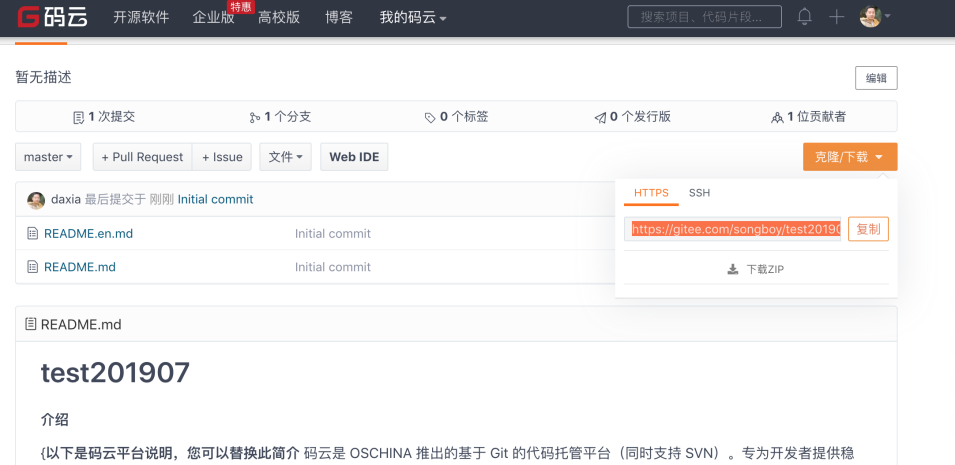 码云 开源软件 企业版 特惠 高校版 博客 我的码云 搜索项目、代码片段...
暂无描述 编辑
1 次提交 1 个分支 0 个标签 0 个发行版 1 位贡献者
master + Pull Request + Issue 文件 Web IDE 克隆/下载
daxia 最后提交于 刚刚 Initial commit
HTTPS SSH
README.en.md Initial commit
https://gitee.com/songboy/test20190 复制
README.md Initial commit
下载ZIP
README.md
test201907
介绍
{以下是码云平台说明，您可以替换此简介 码云是 OSCHINA 推出的基于 Git 的代码托管平台（同时支持 SVN）。专为开发者提供稳